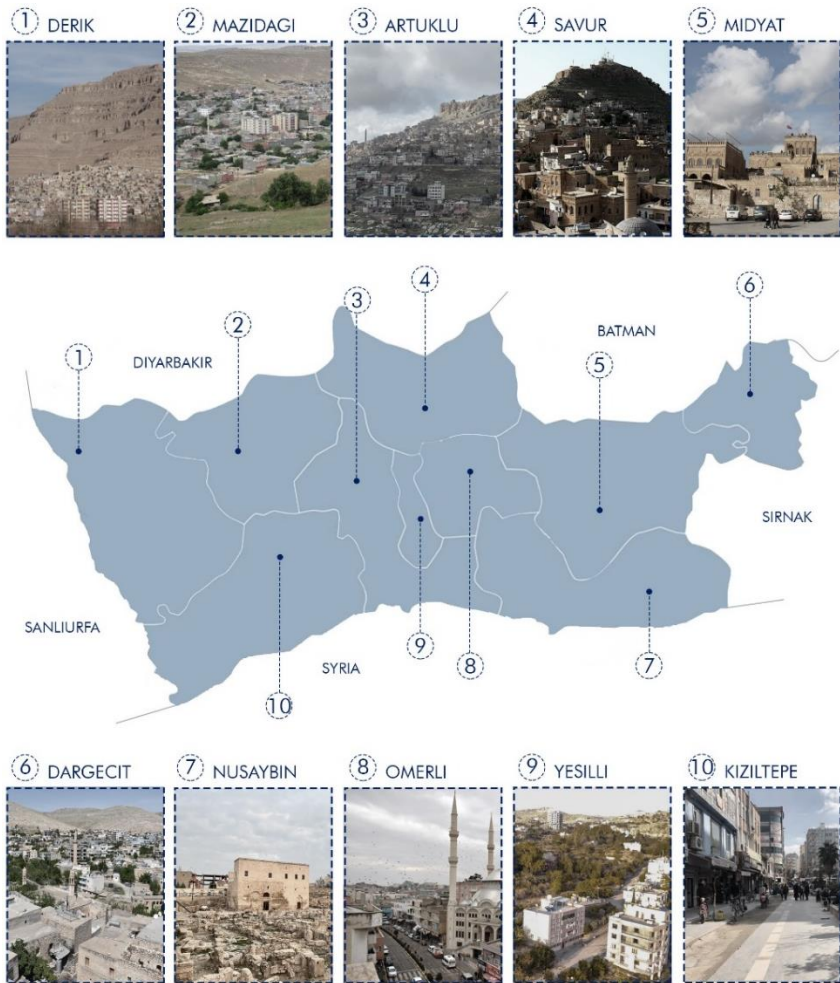 1 DERIK
2 MAZIDAGI
3 ARTUKLU
4 SAVUR
5 MIDYAT
6
4
3
BATMAN
2
1
DIYARBAKIR
5
SIRNAK
SANLIURFA
9
8
7
SYRIA
10
6 DARGECIT
7 NUSAYBIN
8 OMERLI
9 YESILLI
10 KIZILTEPE